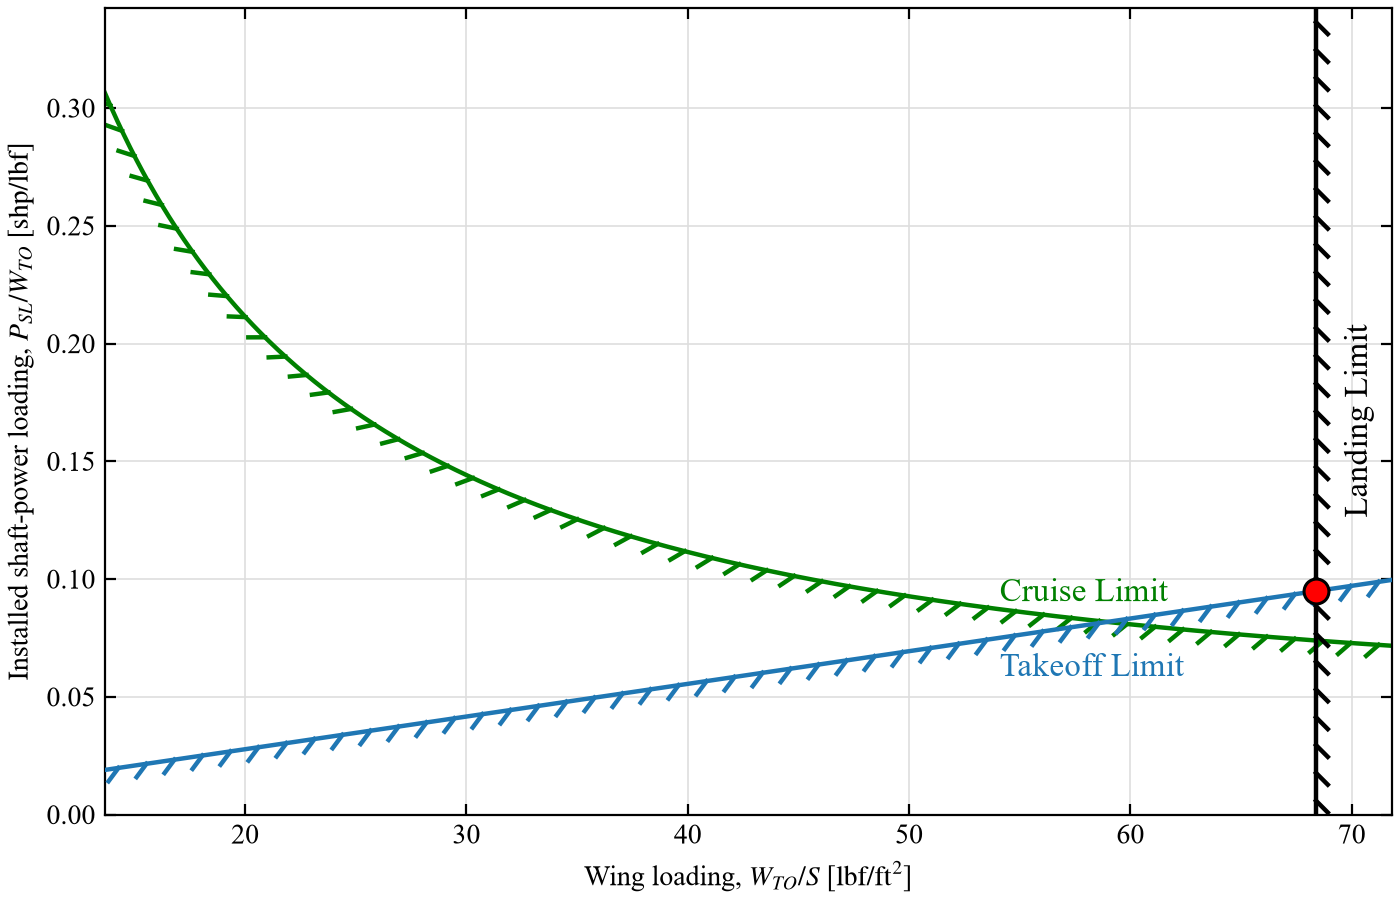 Installed shaft-power loading, P_SL/W_TO [shp/lbf]
0.30
0.25
0.20
0.15
0.10
0.05
0.00
Cruise Limit
Takeoff Limit
Landing Limit
20 30 40 50 60 70
Wing loading, W_TO/S [lbf/ft²]